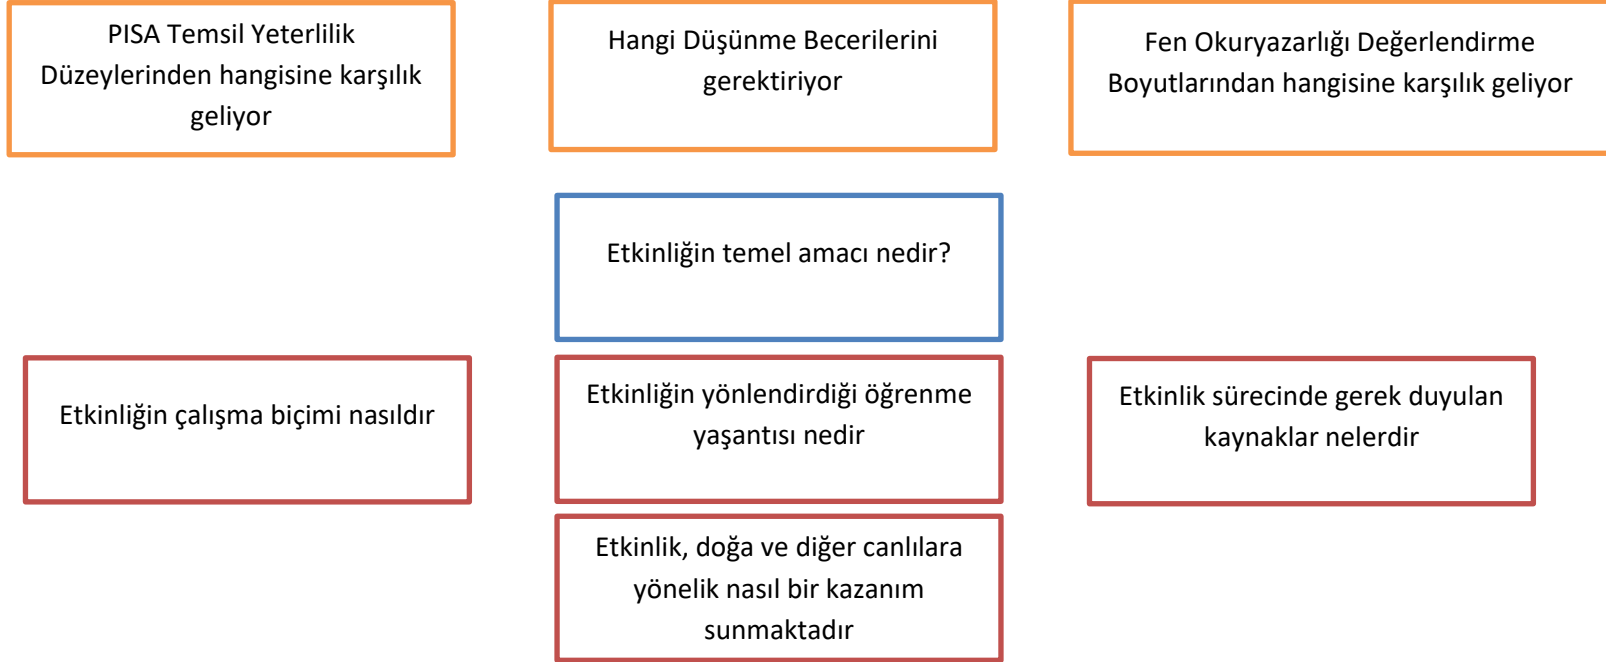 PISA Temsil Yeterlilik
Düzeylerinden hangisine karşılık
geliyor
Hangi Düşünme Becerilerini
gerektiriyor
Fen Okuryazarlığı Değerlendirme
Boyutlarından hangisine karşılık geliyor
Etkinliğin temel amacı nedir?
Etkinliğin çalışma biçimi nasıldır
Etkinliğin yönlendirdiği öğrenme
yaşantısı nedir
Etkinlik sürecinde gerek duyulan
kaynaklar nelerdir
Etkinlik, doğa ve diğer canlılara
yönelik nasıl bir kazanım
sunmaktadır